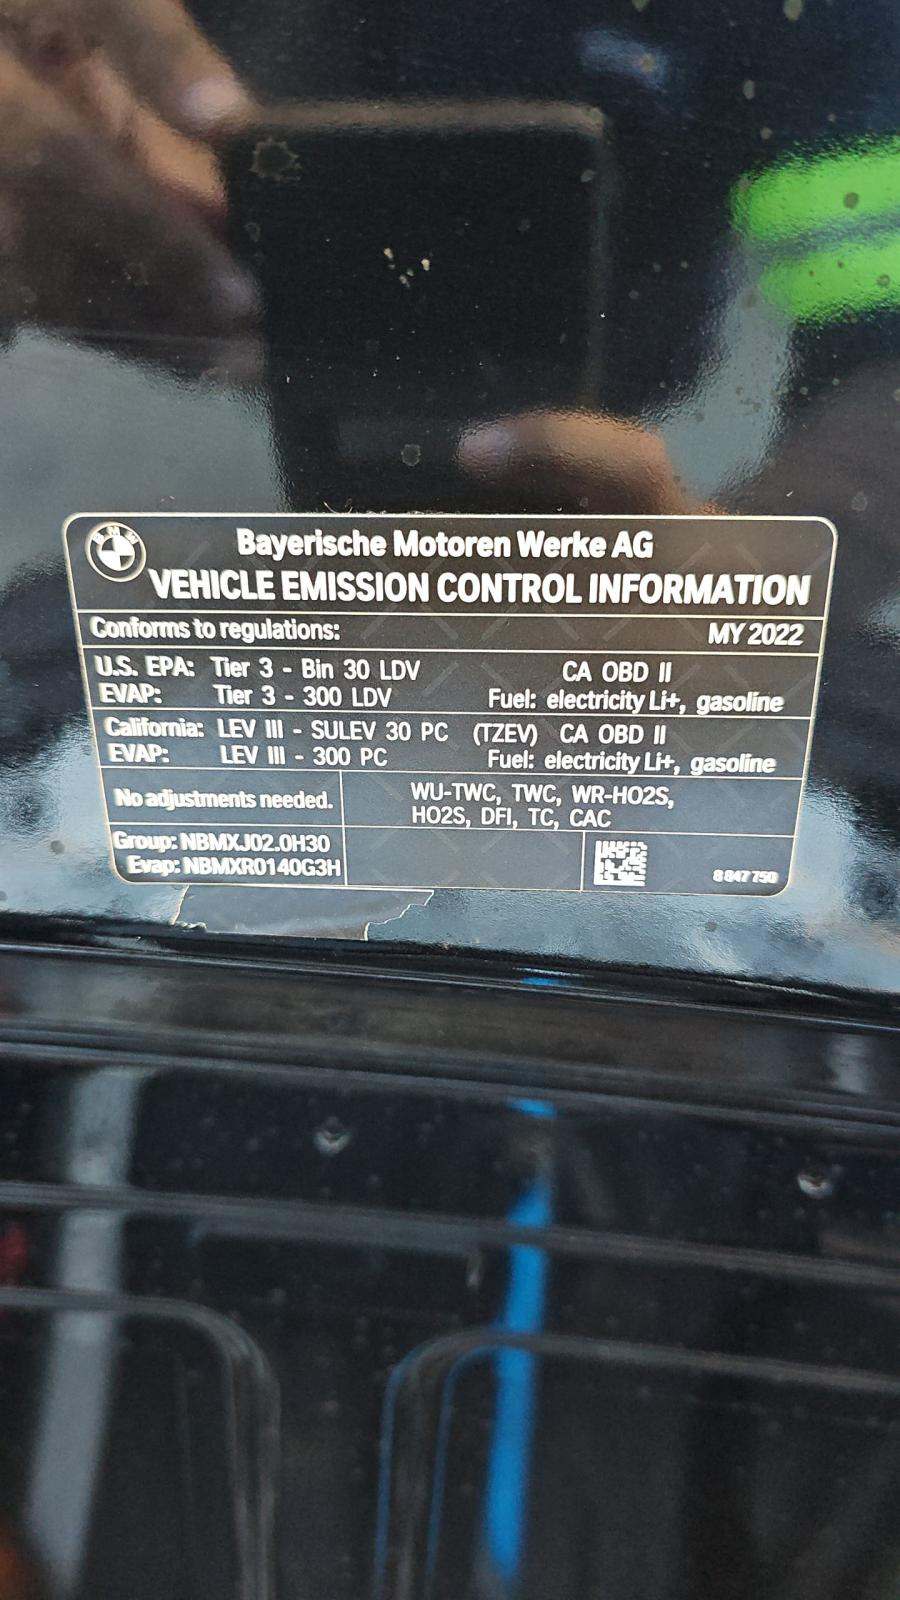 BMW
Bayerische Motoren Werke AG
VEHICLE EMISSION CONTROL INFORMATION
Conforms to regulations: MY 2022
U.S. EPA: Tier 3 - Bin 30 LDV CA OBD II
EVAP: Tier 3 - 300 LDV Fuel: electricity Li+, gasoline
California: LEV III - SULEV 30 PC (TZEV) CA OBD II
EVAP: LEV III - 300 PC Fuel: electricity Li+, gasoline
No adjustments needed. WU-TWC, TWC, WR-HO2S,
HO2S, DFI, TC, CAC
Group: NBMXJ02.0H30
Evap: NBMXR0140G3H 8 847 750